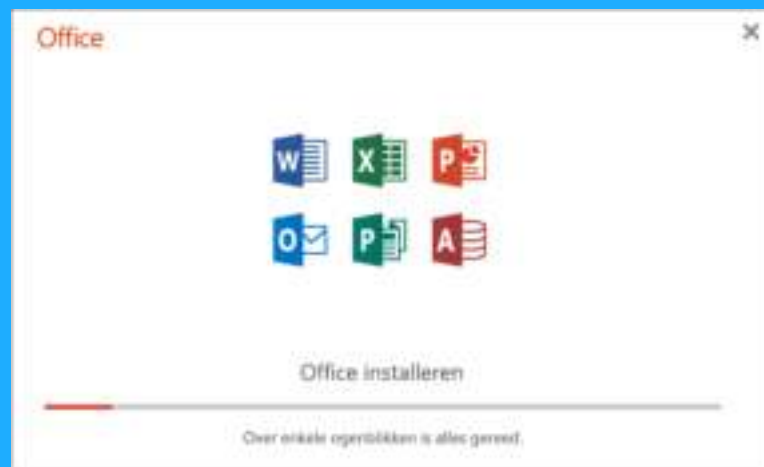 Office
W X P
O P A
Office installeren
Over enkele ogenblikken is alles gereed.